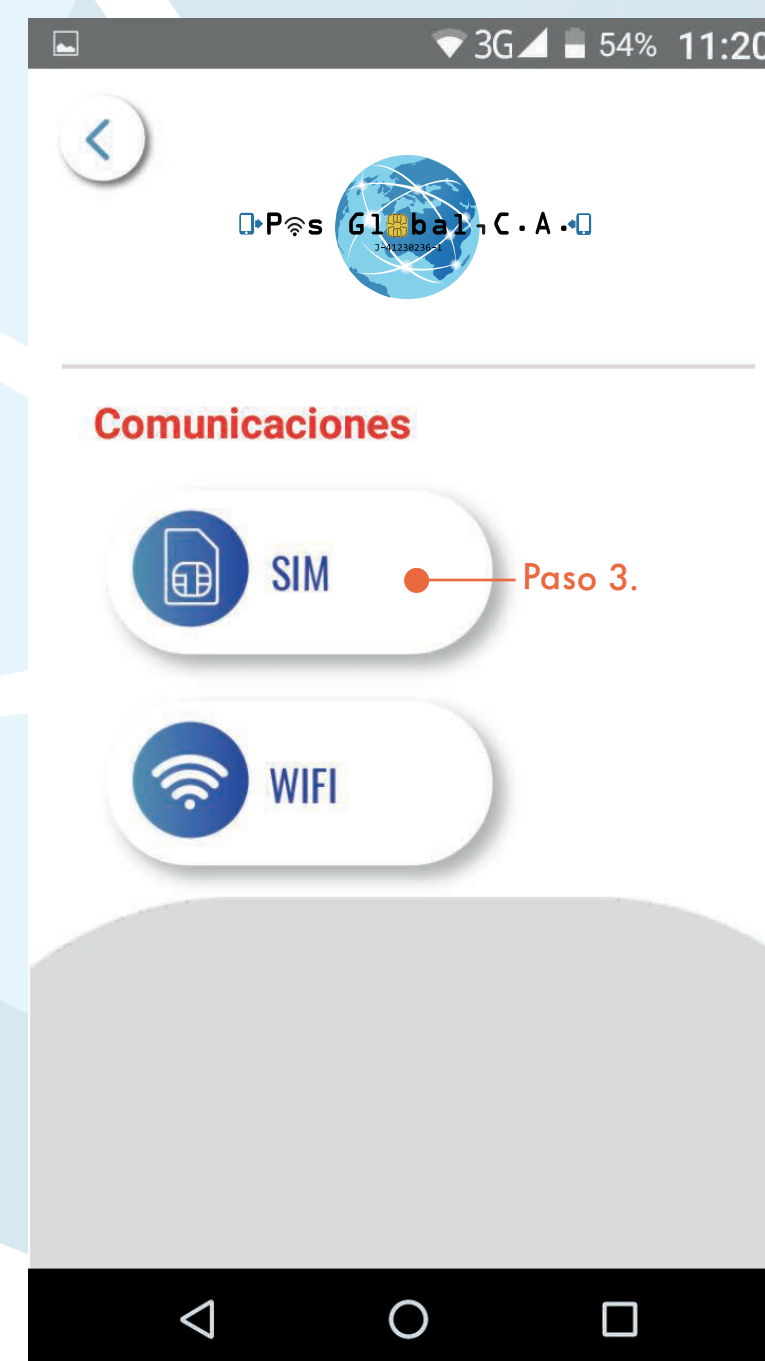 3G 54% 11:20
Pos Global, C.A.
J-41230236-1
Comunicaciones
SIM
Paso 3.
WIFI